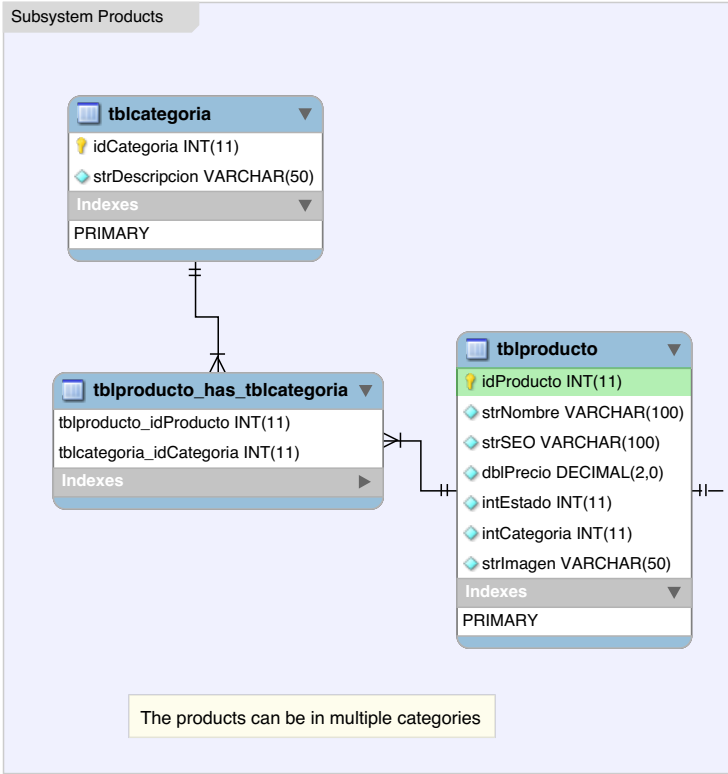 Subsystem Products
tblcategoria
idCategoria INT(11)
strDescripcion VARCHAR(50)
Indexes
PRIMARY
tblproducto_has_tblcategoria
tblproducto_idProducto INT(11)
tblcategoria_idCategoria INT(11)
Indexes
tblproducto
idProducto INT(11)
strNombre VARCHAR(100)
strSEO VARCHAR(100)
dblPrecio DECIMAL(2,0)
intEstado INT(11)
intCategoria INT(11)
strImagen VARCHAR(50)
Indexes
PRIMARY
The products can be in multiple categories